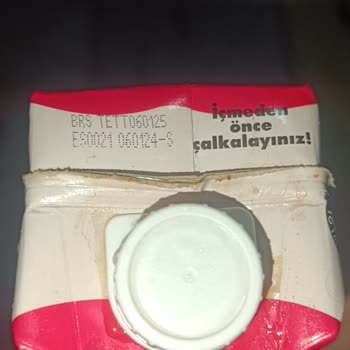 BRS TETT060125
ES0021 060124-S
İçmeden
önce
çalkalayınız!